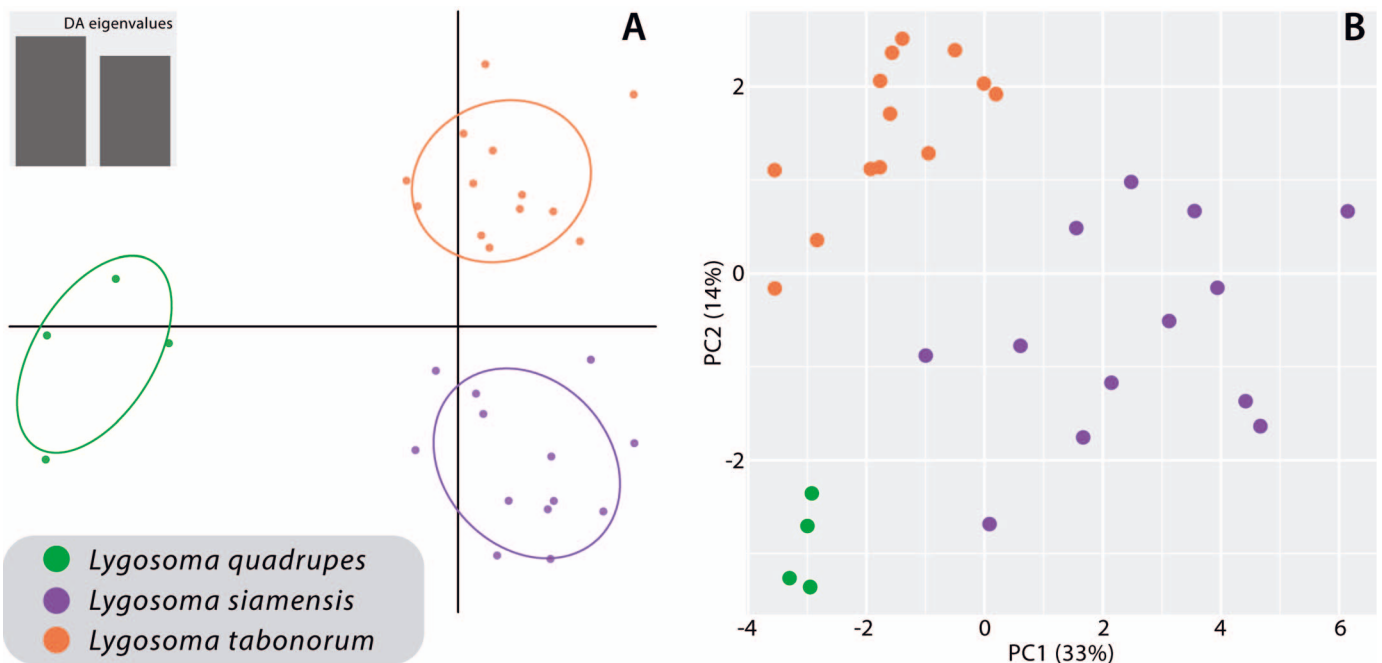 DA eigenvalues
A
Lygosoma quadrupes
Lygosoma siamensis
Lygosoma tabonorum
B
2
0
-2
PC2 (14%)
-4
-2
0
2
4
6
PC1 (33%)